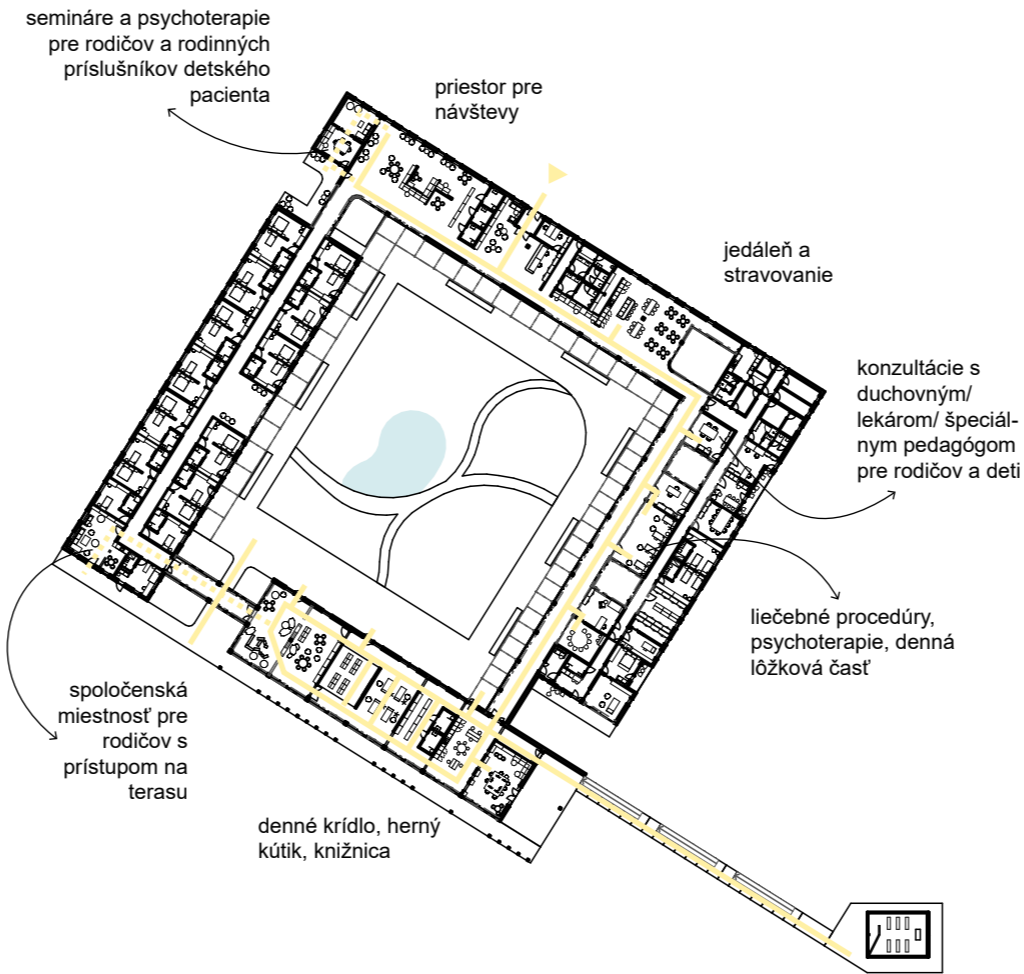 semináre a psychoterapie
pre rodičov a rodinných
príslušníkov detského
pacienta
priestor pre
návštevy
jedáleň a
stravovanie
konzultácie s
duchovným/
lekárom/ špeciál-
nym pedagógom
pre rodičov a deti
liečebné procedúry,
psychoterapie, denná
lôžková časť
spoločenská
miestnosť pre
rodičov s
prístupom na
terasu
denné krídlo, herný
kútik, knižnica